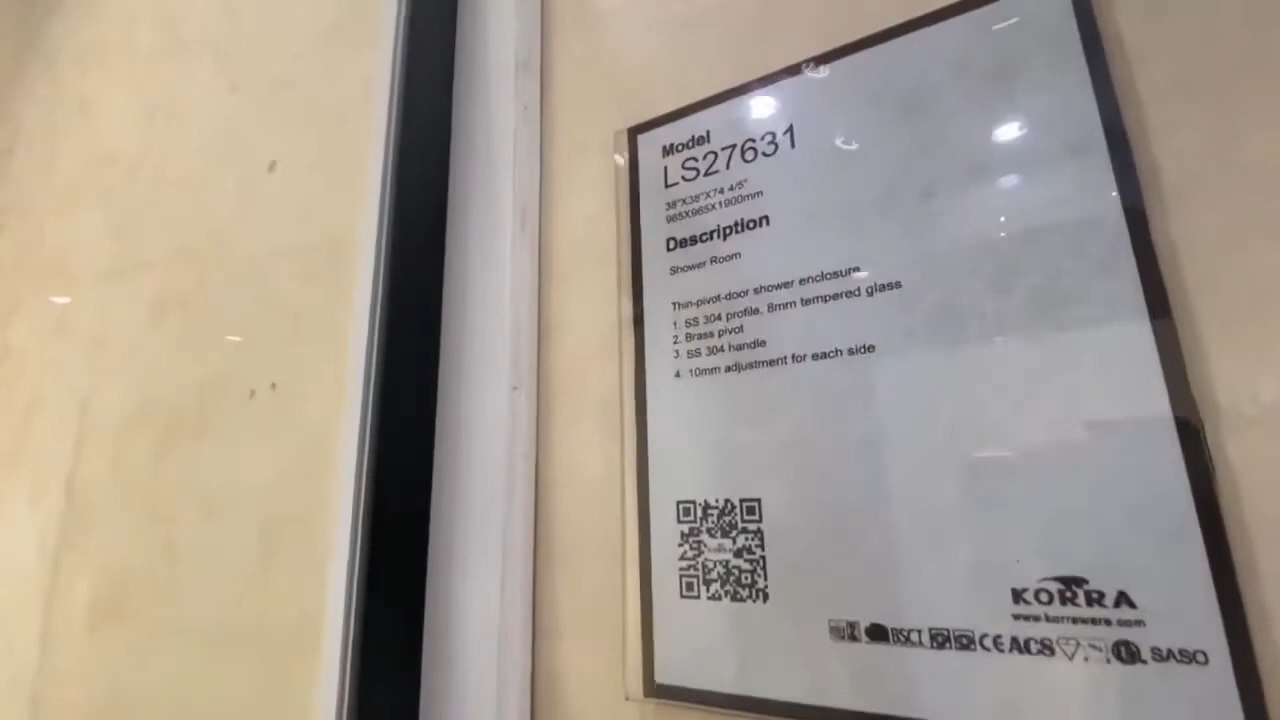 Model
LS27631
38"X38"X74 4/5"
965X965X1900mm
Description
Shower Room
Thin-pivot-door shower enclosure
1. SS 304 profile, 8mm tempered glass
2. Brass pivot
3. SS 304 handle
4. 10mm adjustment for each side
KORRA
www.korraware.com
BSCI CE ACS SASO